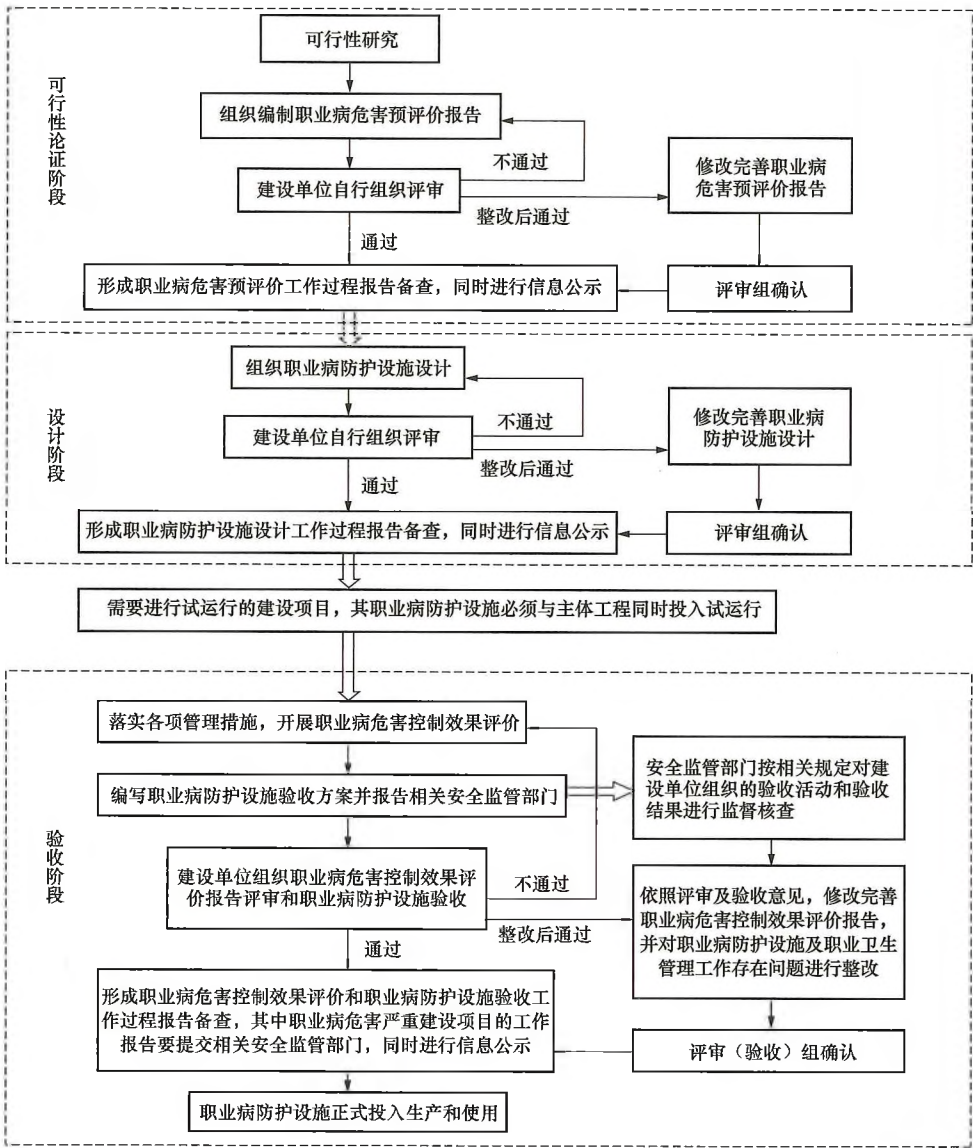 可行性论证阶段
可行性研究
组织编制职业病危害预评价报告
不通过
建设单位自行组织评审
整改后通过
修改完善职业病
危害预评价报告
通过
形成职业病危害预评价工作过程报告备查，同时进行信息公示
评审组确认
设计阶段
组织职业病防护设施设计
不通过
建设单位自行组织评审
整改后通过
修改完善职业病
防护设施设计
通过
形成职业病防护设施设计工作过程报告备查，同时进行信息公示
评审组确认
需要进行试运行的建设项目，其职业病防护设施必须与主体工程同时投入试运行
验收阶段
落实各项管理措施，开展职业病危害控制效果评价
编写职业病防护设施验收方案并报告相关安全监管部门
安全监管部门按相关规定对建
设单位组织的验收活动和验收
结果进行监督核查
建设单位组织职业病危害控制效果评
价报告评审和职业病防护设施验收
不通过
整改后通过
依照评审及验收意见，修改完善
职业病危害控制效果评价报告，
并对职业病防护设施及职业卫生
管理工作存在问题进行整改
通过
形成职业病危害控制效果评价和职业病防护设施验收工
作过程报告备查，其中职业病危害严重建设项目的工作
报告要提交相关安全监管部门，同时进行信息公示
评审（验收）组确认
职业病防护设施正式投入生产和使用